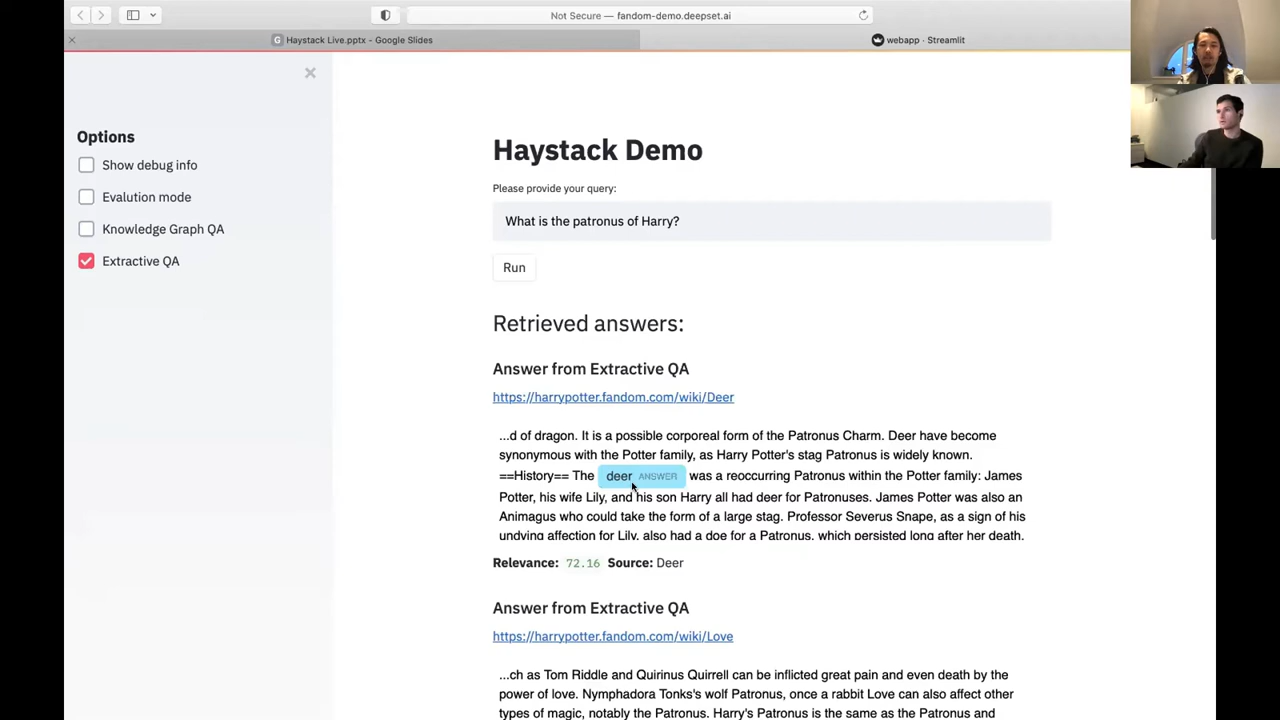 Not Secure — fandom-demo.deepset.ai
Haystack Live.pptx - Google Slides
webapp · Streamlit
Options
Show debug info
Evalution mode
Knowledge Graph QA
Extractive QA
Haystack Demo
Please provide your query:
What is the patronus of Harry?
Run
Retrieved answers:
Answer from Extractive QA
https://harrypotter.fandom.com/wiki/Deer
...d of dragon. It is a possible corporeal form of the Patronus Charm. Deer have become
synonymous with the Potter family, as Harry Potter's stag Patronus is widely known.
==History== The deer ANSWER was a reoccurring Patronus within the Potter family: James
Potter, his wife Lily, and his son Harry all had deer for Patronuses. James Potter was also an
Animagus who could take the form of a large stag. Professor Severus Snape, as a sign of his
undying affection for Lily, also had a doe for a Patronus, which persisted long after her death.
Relevance: 72.16 Source: Deer
Answer from Extractive QA
https://harrypotter.fandom.com/wiki/Love
...ch as Tom Riddle and Quirinus Quirrell can be inflicted great pain and even death by the
power of love. Nymphadora Tonks's wolf Patronus, once a rabbit Love can also affect other
types of magic, notably the Patronus. Harry's Patronus is the same as the Patronus and